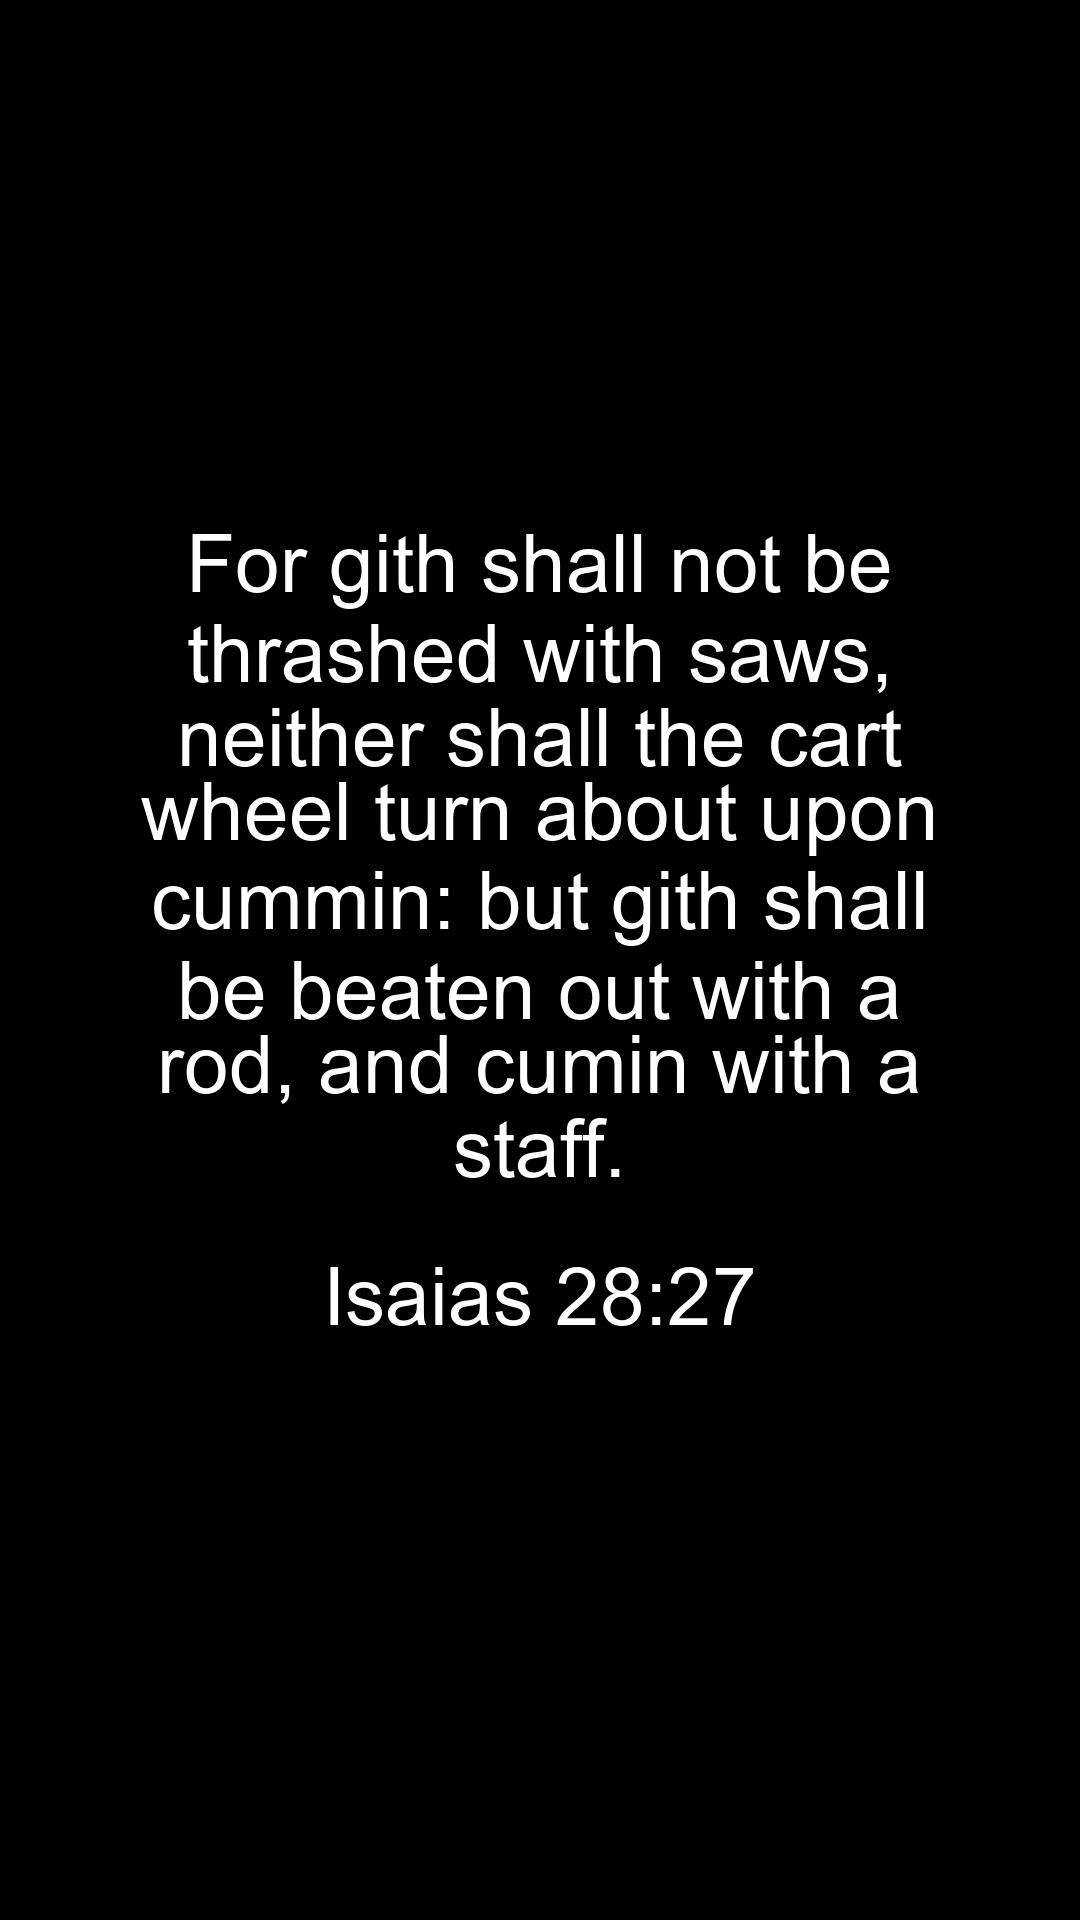 For gith shall not be
thrashed with saws,
neither shall the cart
wheel turn about upon
cummin: but gith shall
be beaten out with a
rod, and cumin with a
staff.
Isaias 28:27